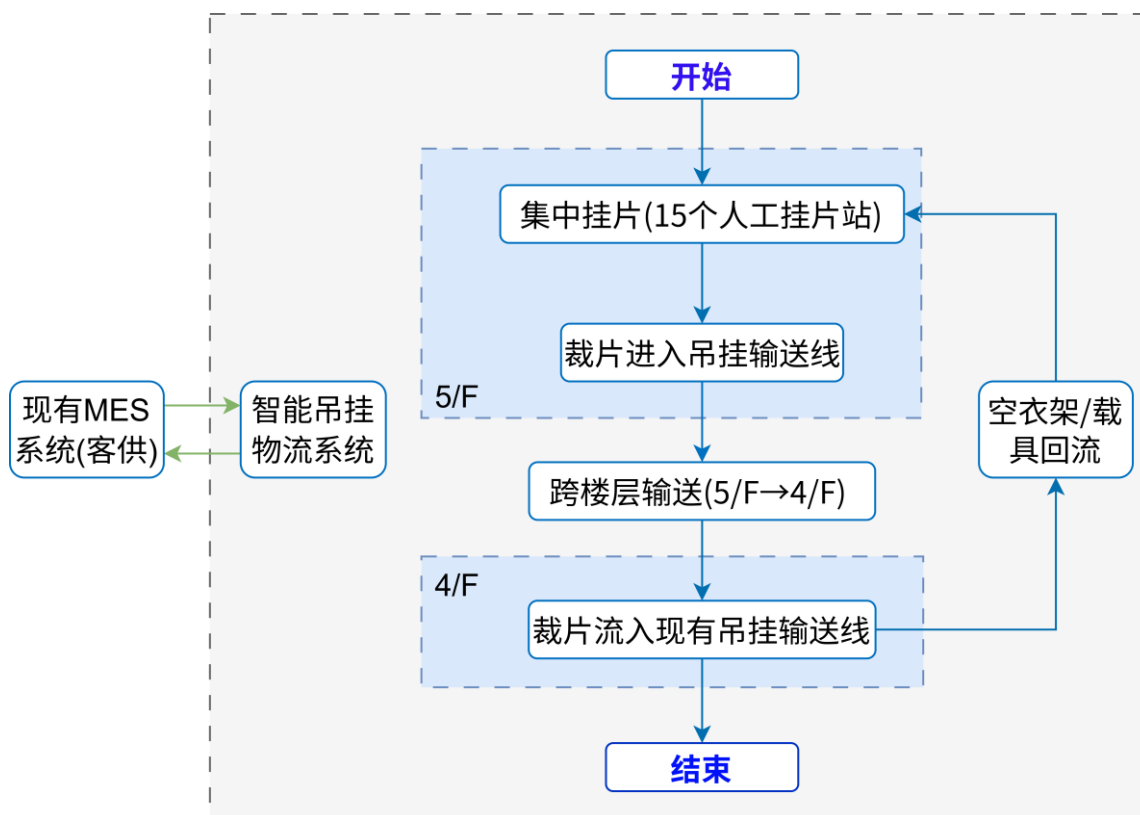 开始
集中挂片(15个人工挂片站)
裁片进入吊挂输送线
5/F
现有MES
系统(客供)
智能吊挂
物流系统
空衣架/载
具回流
跨楼层输送(5/F→4/F)
4/F
裁片流入现有吊挂输送线
结束